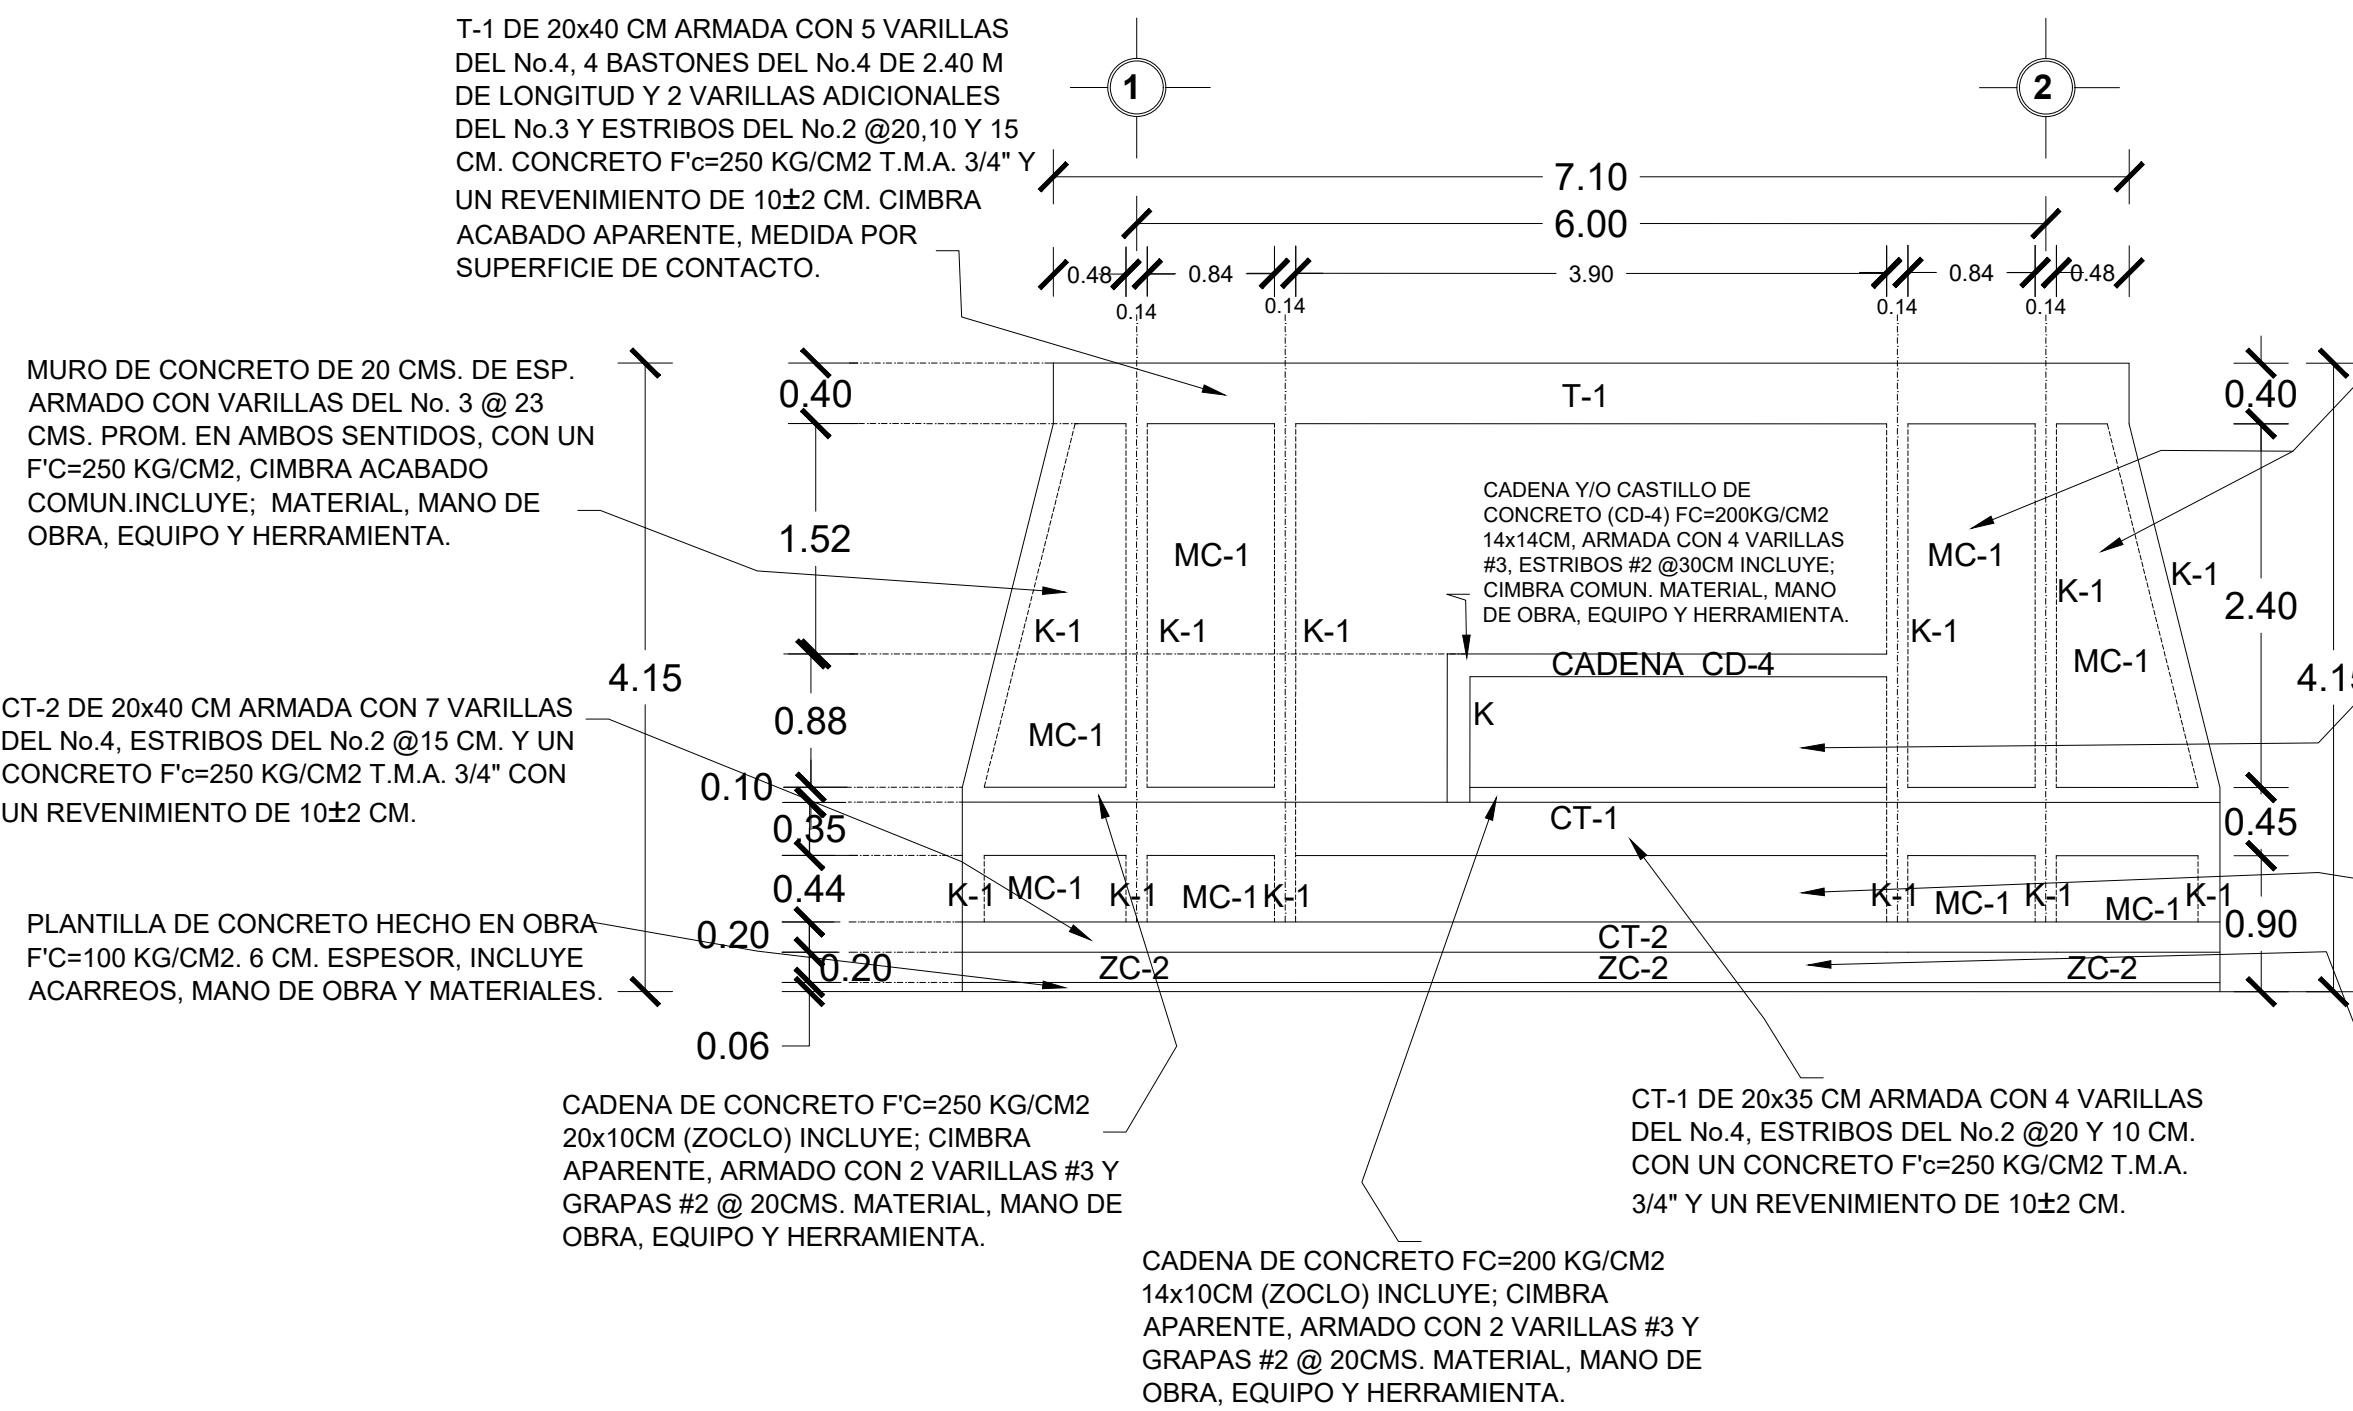 T-1 DE 20x40 CM ARMADA CON 5 VARILLAS
DEL No.4, 4 BASTONES DEL No.4 DE 2.40 M
DE LONGITUD Y 2 VARILLAS ADICIONALES
DEL No.3 Y ESTRIBOS DEL No.2 @20,10 Y 15
CM. CONCRETO F'c=250 KG/CM2 T.M.A. 3/4" Y
UN REVENIMIENTO DE 10±2 CM. CIMBRA
ACABADO APARENTE, MEDIDA POR
SUPERFICIE DE CONTACTO.
1
2
7.10
6.00
0.48
0.84
3.90
0.84
0.48
0.14
0.14
0.14
0.14
MURO DE CONCRETO DE 20 CMS. DE ESP.
ARMADO CON VARILLAS DEL No. 3 @ 23
CMS. PROM. EN AMBOS SENTIDOS, CON UN
F'C=250 KG/CM2, CIMBRA ACABADO
COMUN.INCLUYE; MATERIAL, MANO DE
OBRA, EQUIPO Y HERRAMIENTA.
0.40
T-1
0.40
CADENA Y/O CASTILLO DE
CONCRETO (CD-4) FC=200KG/CM2
14x14CM, ARMADA CON 4 VARILLAS
#3, ESTRIBOS #2 @30CM INCLUYE;
CIMBRA COMUN. MATERIAL, MANO
DE OBRA, EQUIPO Y HERRAMIENTA.
1.52
MC-1
MC-1
K-1
K-1
2.40
K-1
K-1
K-1
K-1
CADENA CD-4
MC-1
4.15
4.15
CT-2 DE 20x40 CM ARMADA CON 7 VARILLAS
DEL No.4, ESTRIBOS DEL No.2 @15 CM. Y UN
CONCRETO F'c=250 KG/CM2 T.M.A. 3/4" CON
UN REVENIMIENTO DE 10±2 CM.
0.88
K
MC-1
0.10
0.35
CT-1
0.45
0.44
K-1
MC-1
K-1
MC-1
K-1
K-1
MC-1
K-1
MC-1
K-1
PLANTILLA DE CONCRETO HECHO EN OBRA
F'C=100 KG/CM2. 6 CM. ESPESOR, INCLUYE
ACARREOS, MANO DE OBRA Y MATERIALES.
0.20
CT-2
0.90
0.20
ZC-2
ZC-2
ZC-2
0.06
CADENA DE CONCRETO F'C=250 KG/CM2
20x10CM (ZOCLO) INCLUYE; CIMBRA
APARENTE, ARMADO CON 2 VARILLAS #3 Y
GRAPAS #2 @ 20CMS. MATERIAL, MANO DE
OBRA, EQUIPO Y HERRAMIENTA.
CT-1 DE 20x35 CM ARMADA CON 4 VARILLAS
DEL No.4, ESTRIBOS DEL No.2 @20 Y 10 CM.
CON UN CONCRETO F'c=250 KG/CM2 T.M.A.
3/4" Y UN REVENIMIENTO DE 10±2 CM.
CADENA DE CONCRETO FC=200 KG/CM2
14x10CM (ZOCLO) INCLUYE; CIMBRA
APARENTE, ARMADO CON 2 VARILLAS #3 Y
GRAPAS #2 @ 20CMS. MATERIAL, MANO DE
OBRA, EQUIPO Y HERRAMIENTA.